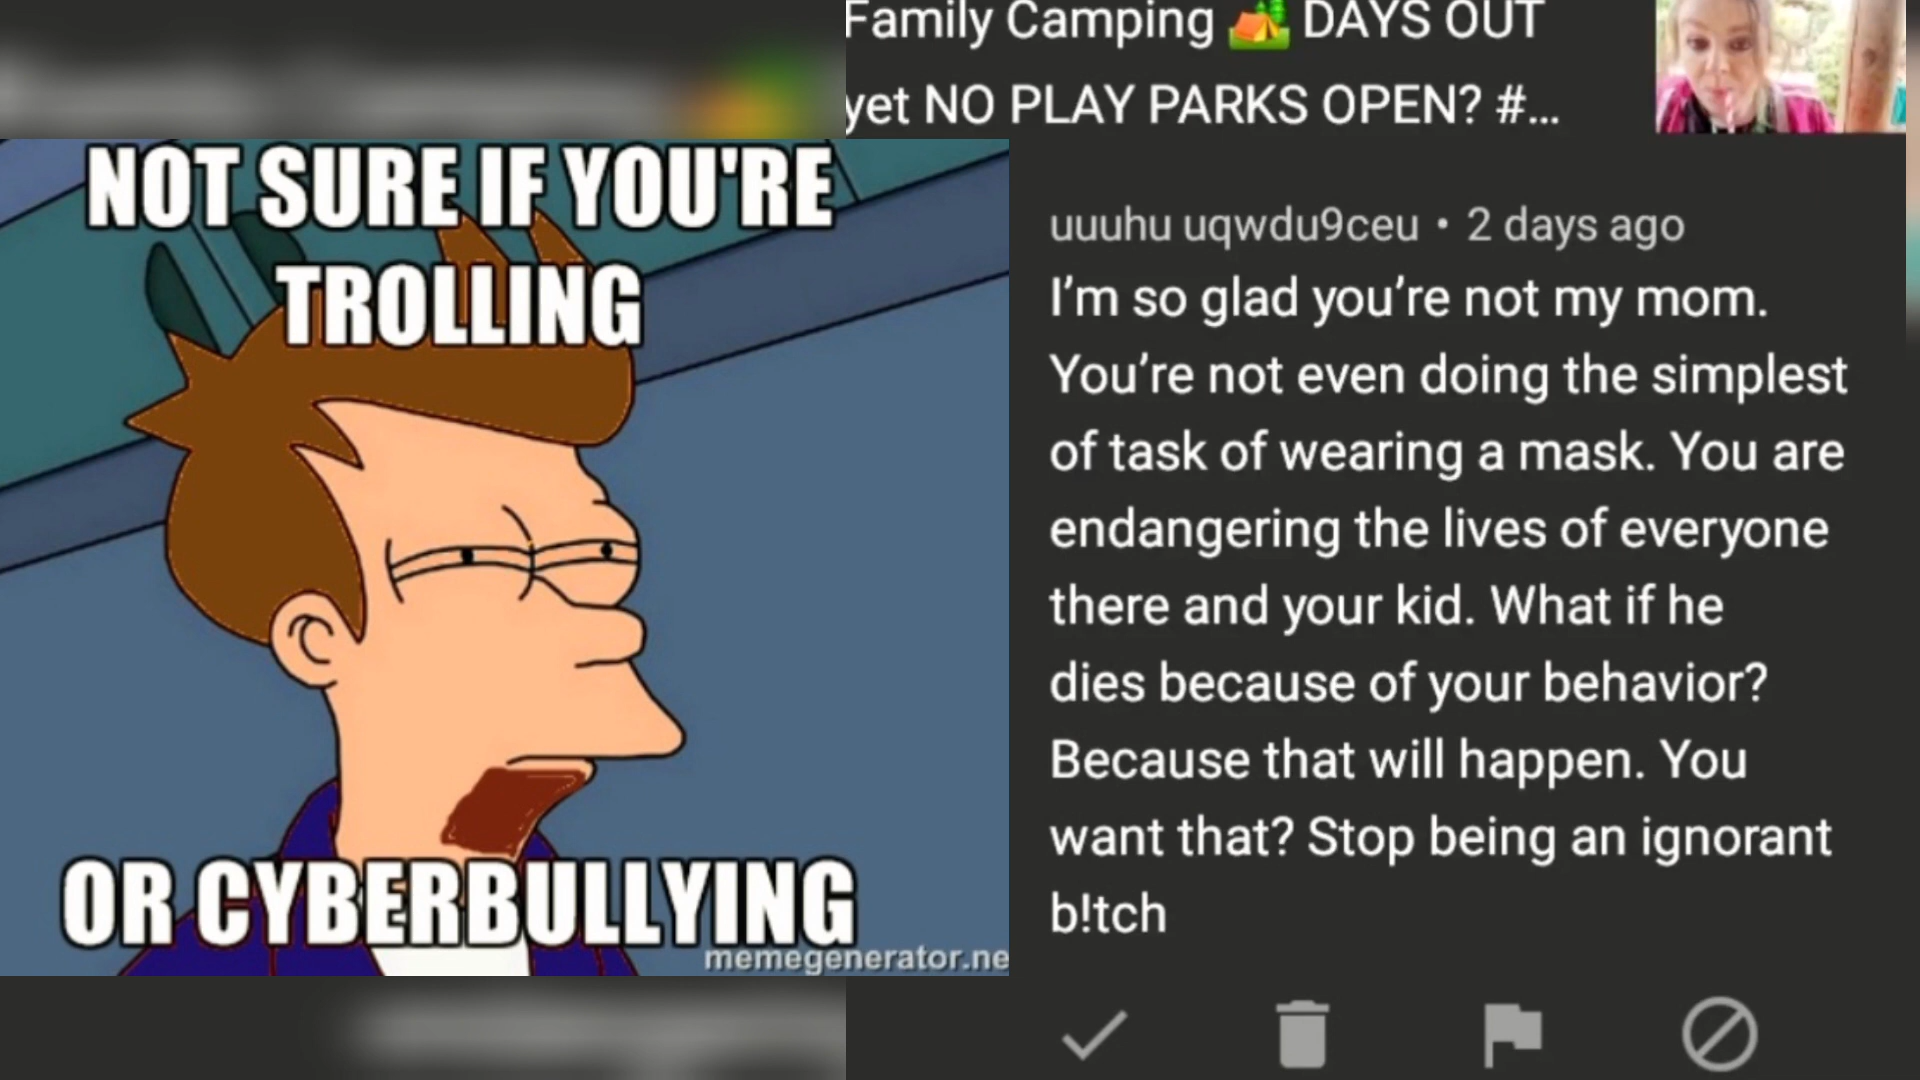 Family Camping 🏕 DAYS OUT
yet NO PLAY PARKS OPEN? #...
NOT SURE IF YOU'RE
TROLLING
OR CYBERBULLYING
memegenerator.ne
uuuhu uqwdu9ceu • 2 days ago
I’m so glad you’re not my mom.
You’re not even doing the simplest
of task of wearing a mask. You are
endangering the lives of everyone
there and your kid. What if he
dies because of your behavior?
Because that will happen. You
want that? Stop being an ignorant
b!tch